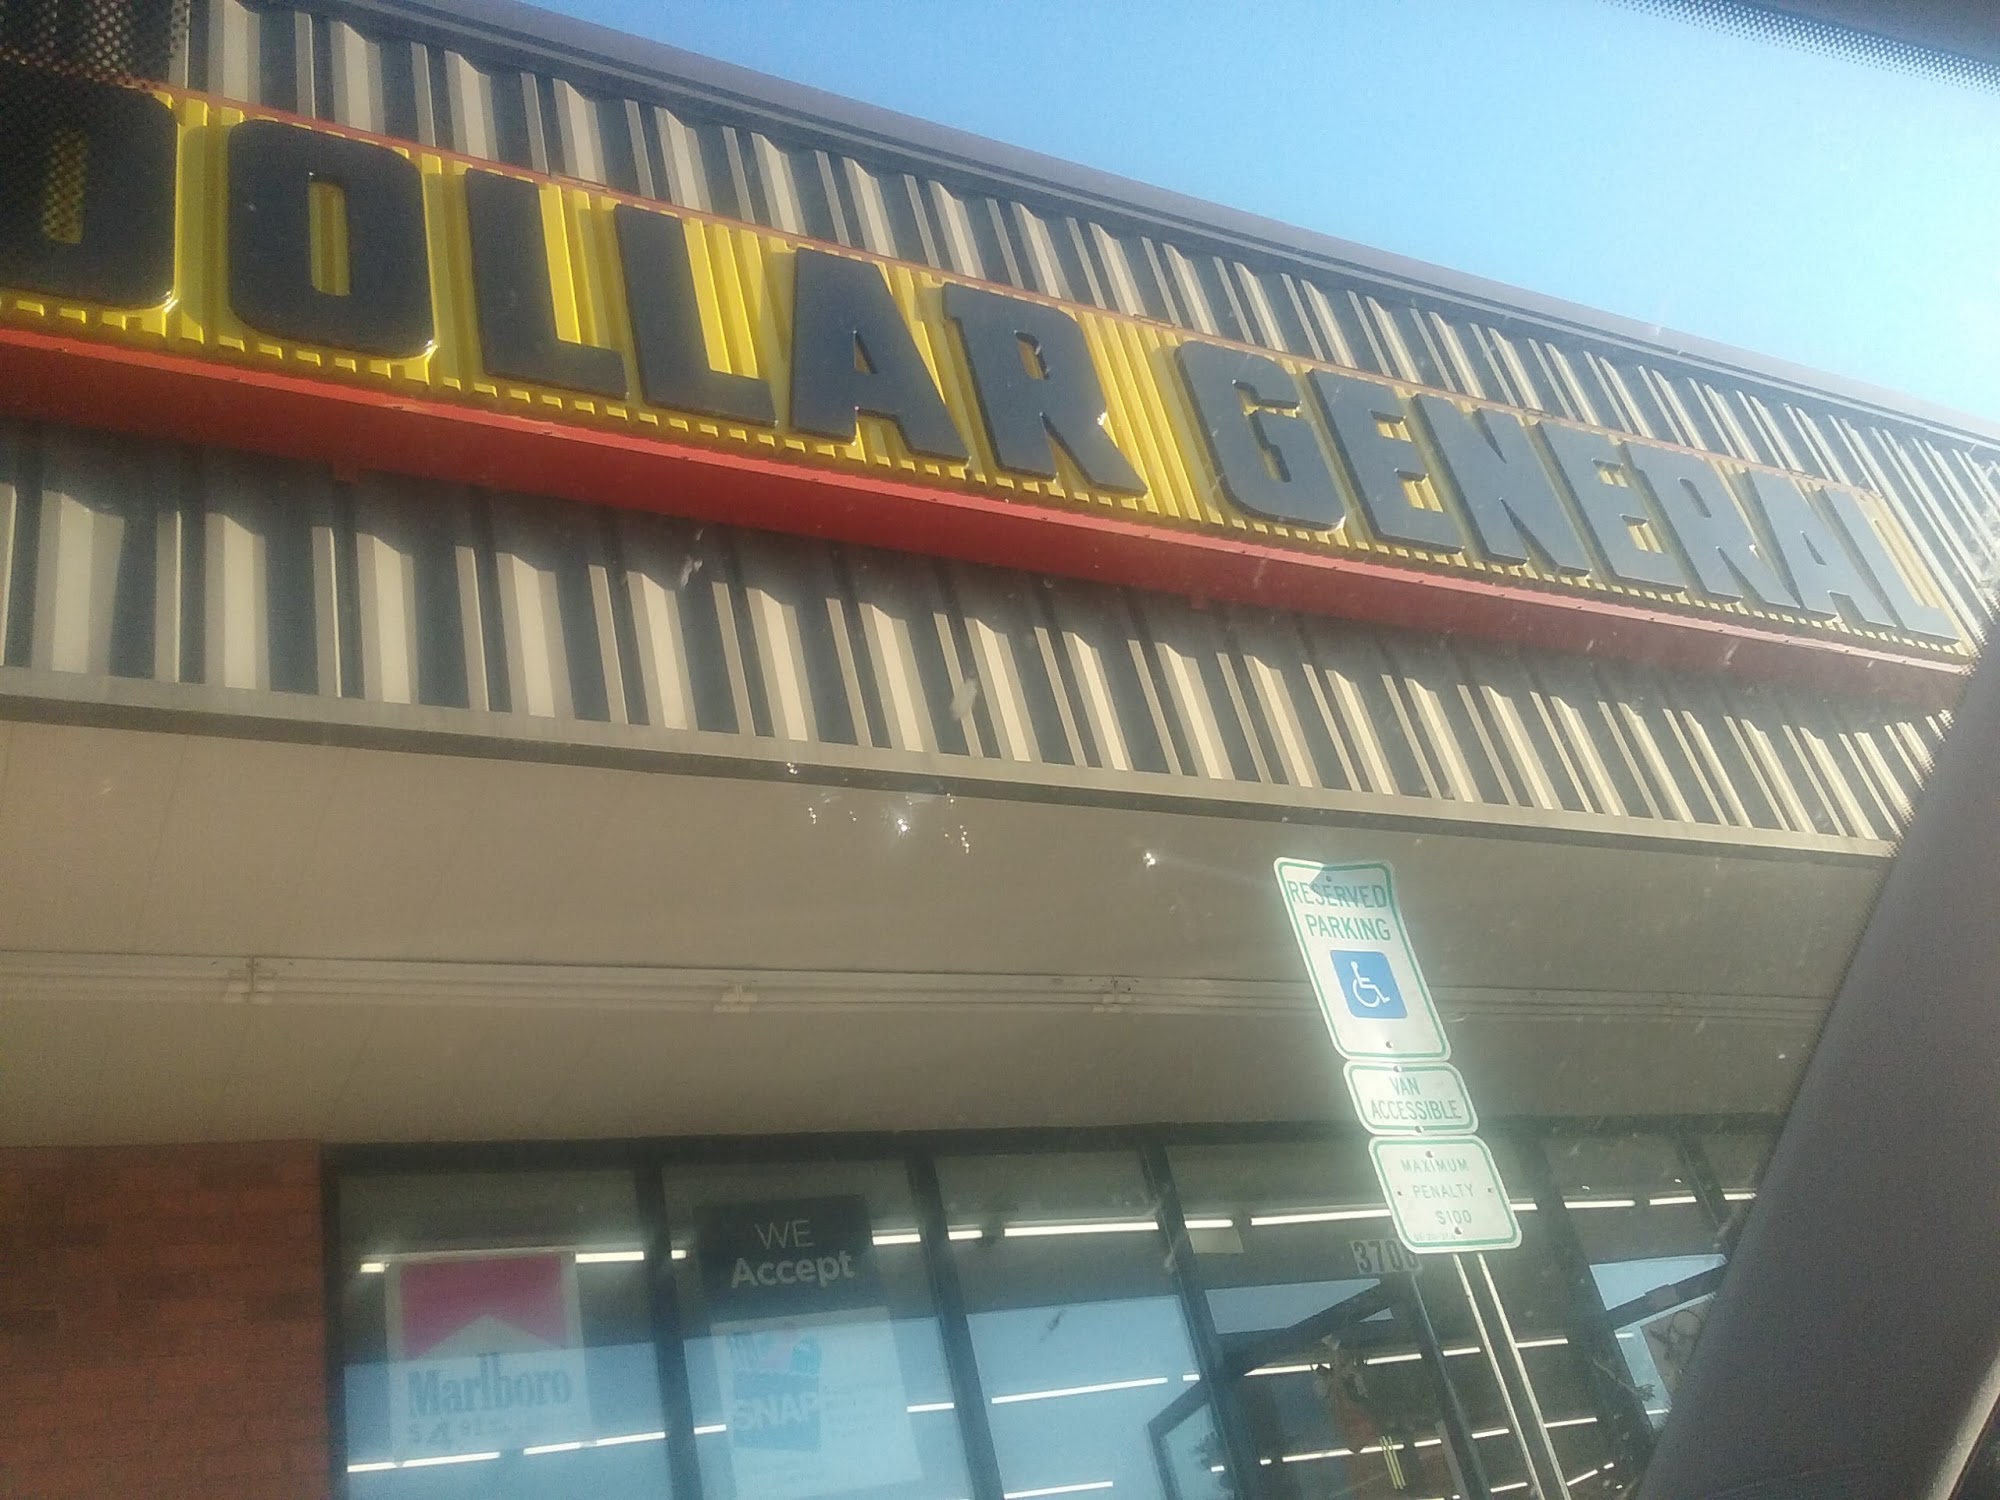 DOLLAR GENERAL
RESERVED
PARKING
VAN
ACCESSIBLE
MAXIMUM
PENALTY
$100
WE
Accept
SNAP
Marlboro